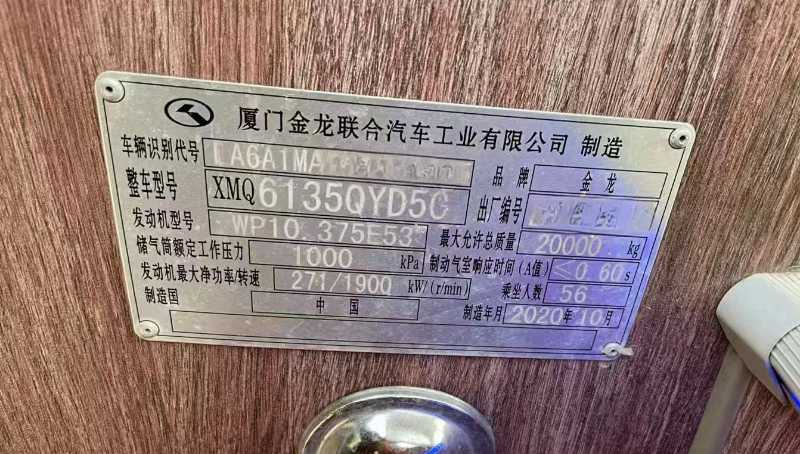 厦门金龙联合汽车工业有限公司 制造
车辆识别代号 LA6A1MA 品牌 金龙
整车型号 XMQ6135QYD5C 出厂编号
发动机型号 WP10.375E53 最大允许总质量 20000 kg
储气筒额定工作压力 1000 kPa 制动气室响应时间(A值) ≤0.60s
发动机最大净功率/转速 271/1900 kW/(r/min) 乘坐人数 56
制造国 中国 制造年月 2020年10月